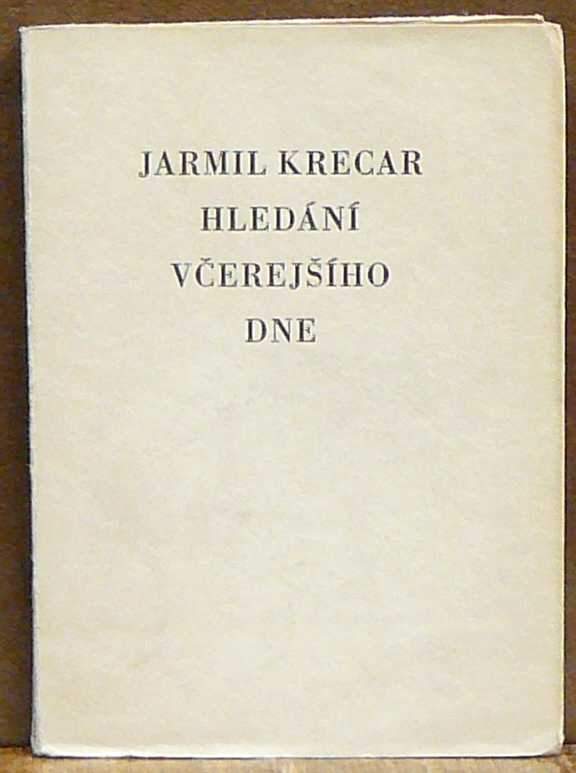 JARMIL KRECAR
HLEDÁNÍ
VČEREJŠÍHO
DNE